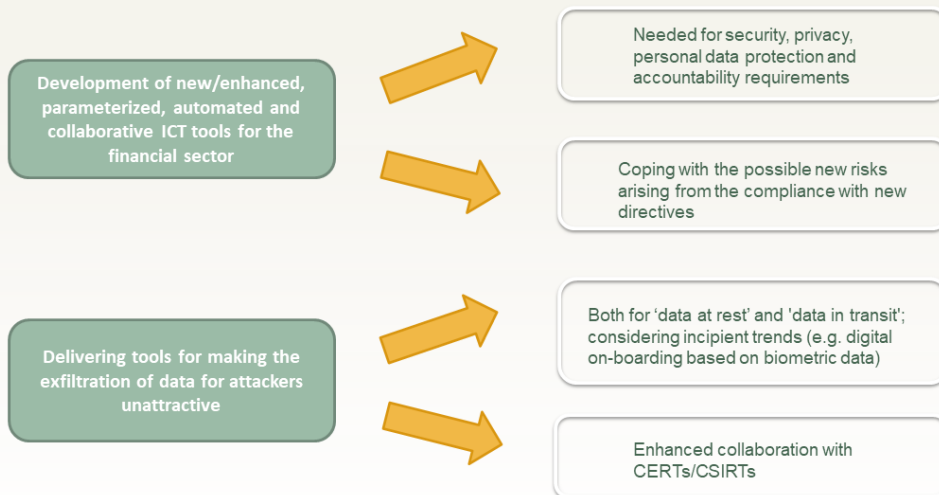 Development of new/enhanced,
parameterized, automated and
collaborative ICT tools for the
financial sector
Needed for security, privacy,
personal data protection and
accountability requirements
Coping with the possible new risks
arising from the compliance with new
directives
Delivering tools for making the
exfiltration of data for attackers
unattractive
Both for ‘data at rest’ and 'data in transit';
considering incipient trends (e.g. digital
on-boarding based on biometric data)
Enhanced collaboration with
CERTs/CSIRTs